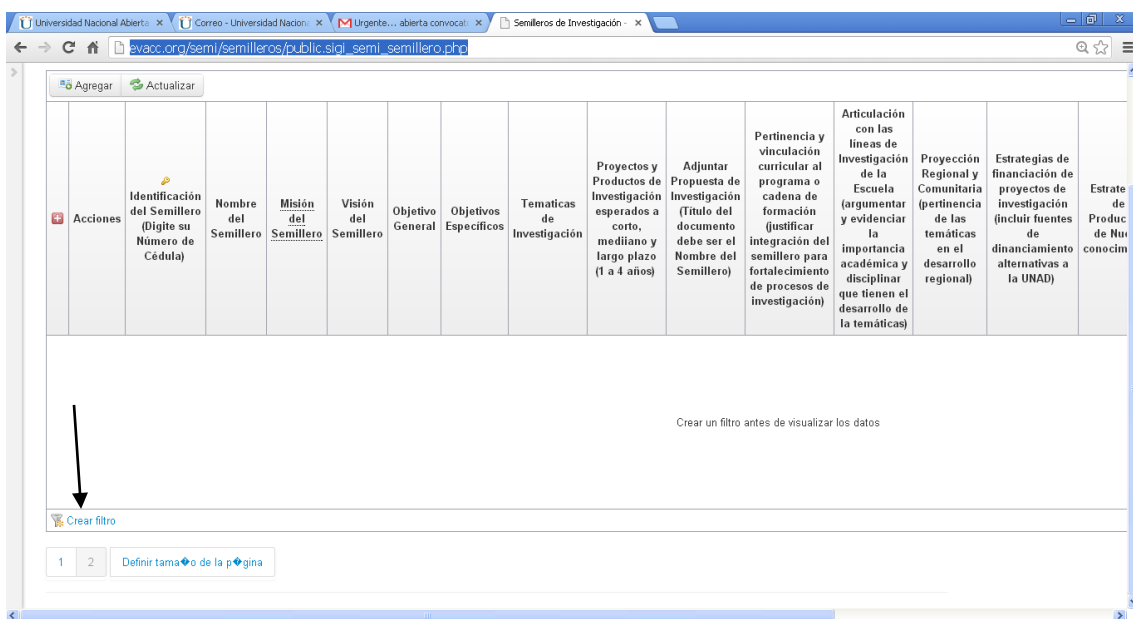 Universidad Nacional Abierta
Correo - Universidad Nacion
Urgente... abierta convocat
Semilleros de Investigación -
evacc.org/semi/semilleros/public.sigi_semi_semillero.php
Agregar
Actualizar
Acciones
Identificación
del Semillero
(Digite su
Número de
Cédula)
Nombre
del
Semillero
Misión
del
Semillero
Visión
del
Semillero
Objetivo
General
Objetivos
Específicos
Tematicas
de
Investigación
Proyectos y
Productos de
Investigación
esperados a
corto,
mediiano y
largo plazo
(1 a 4 años)
Adjuntar
Propuesta de
Investigación
(Título del
documento
debe ser el
Nombre del
Semillero)
Pertinencia y
vinculación
curricular al
programa o
cadena de
formación
(justificar
integración del
semillero para
fortalecimiento
de procesos de
investigación)
Articulación
con las
líneas de
Investigación
de la
Escuela
(argumentar
y evidenciar
la
importancia
académica y
disciplinar
que tienen el
desarrollo de
la temáticas)
Proyección
Regional y
Comunitaria
(pertinencia
de las
temáticas
en el
desarrollo
regional)
Estrategias de
financiación de
proyectos de
investigación
(incluir fuentes
de
dinanciamiento
alternativas a
la UNAD)
Estrate
de
Produc
de Nue
conocim
Crear un filtro antes de visualizar los datos
Crear filtro
1 2 Definir tama�o de la p�gina